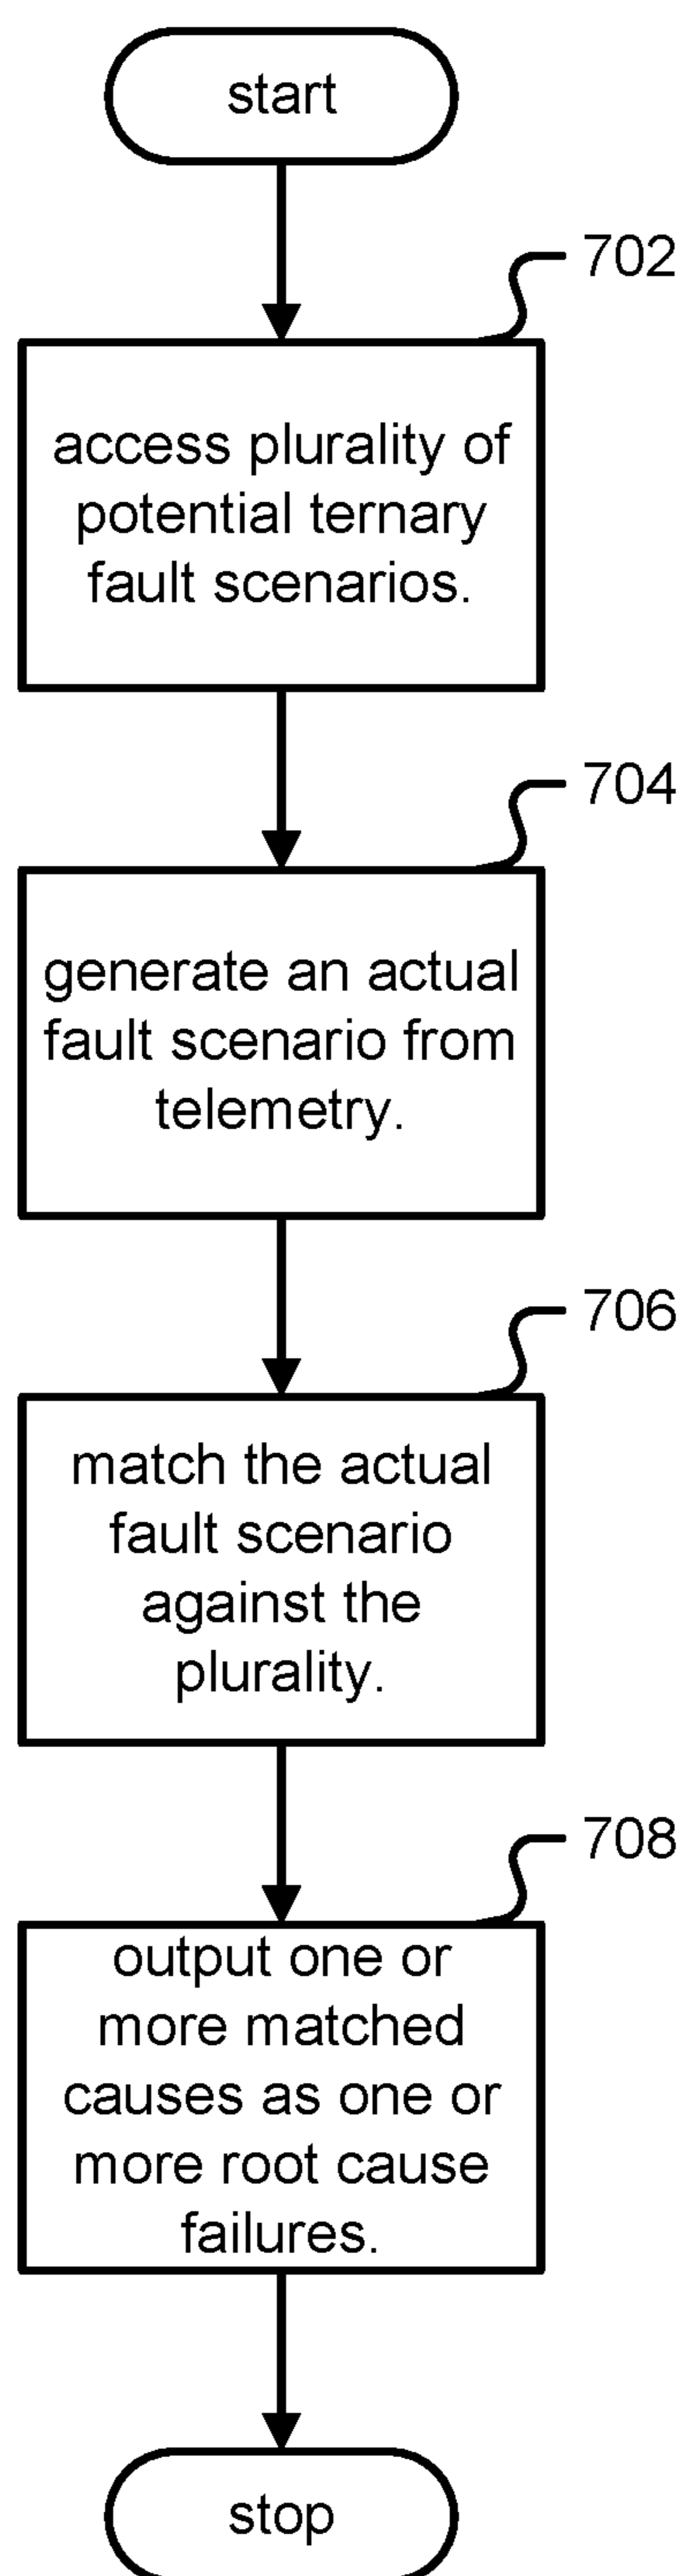 start
702
access plurality of
potential ternary
fault scenarios.
704
generate an actual
fault scenario from
telemetry.
706
match the actual
fault scenario
against the
plurality.
708
output one or
more matched
causes as one or
more root cause
failures.
stop